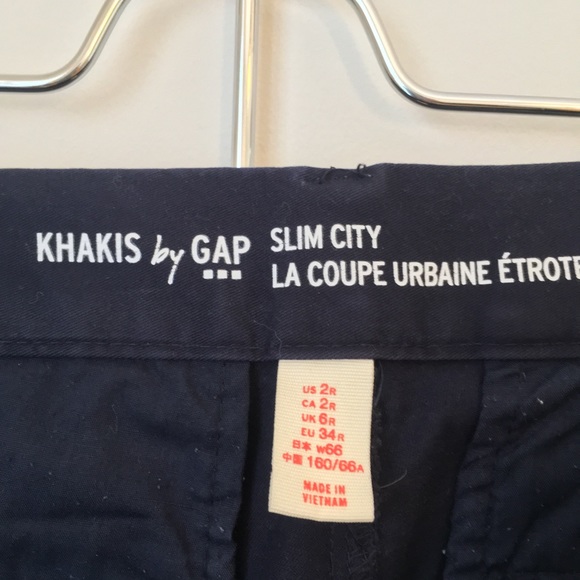 KHAKIS by GAP
SLIM CITY
LA COUPE URBAINE ÉTROTE
US 2R
CA 2R
UK 6R
EU 34R
日本 W66
中國 160/66A
MADE IN
VIETNAM